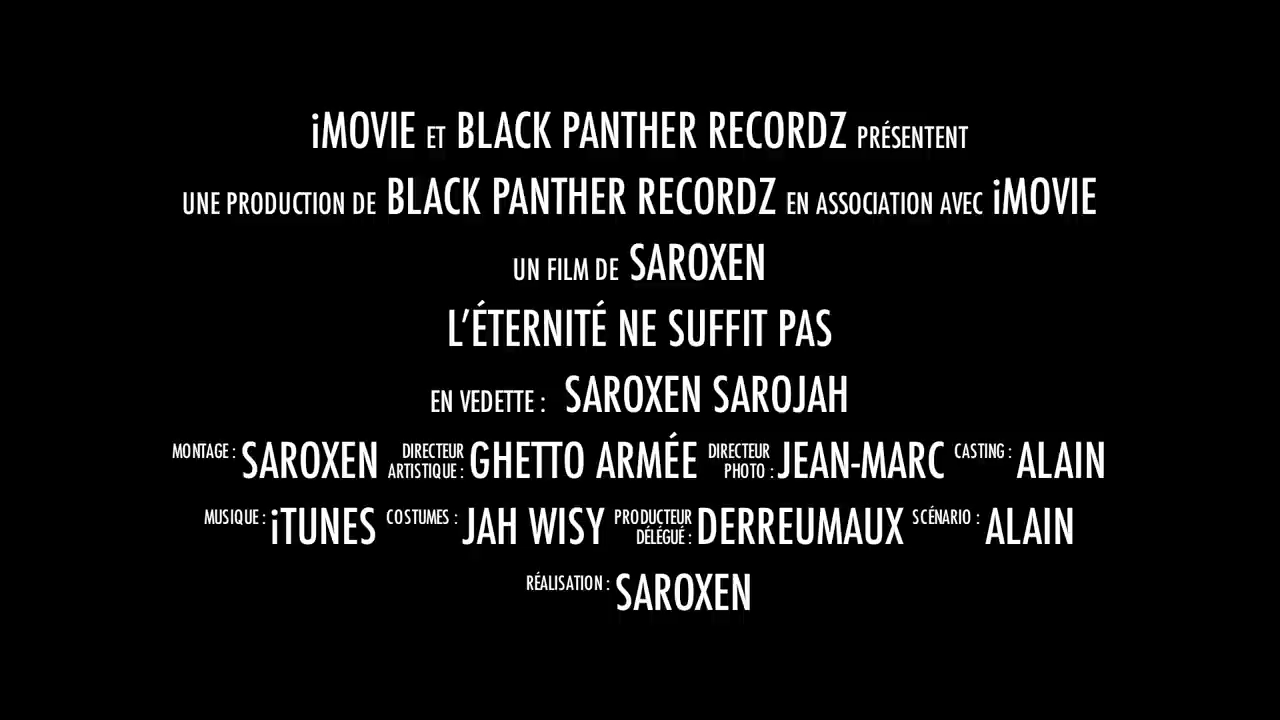 iMOVIE ET BLACK PANTHER RECORDZ PRÉSENTENT
UNE PRODUCTION DE BLACK PANTHER RECORDZ EN ASSOCIATION AVEC iMOVIE
UN FILM DE SAROXEN
L’ÉTERNITÉ NE SUFFIT PAS
EN VEDETTE : SAROXEN SAROJAH
MONTAGE : SAROXEN DIRECTEUR ARTISTIQUE : GHETTO ARMÉE DIRECTEUR PHOTO : JEAN-MARC CASTING : ALAIN
MUSIQUE : iTUNES COSTUMES : JAH WISY PRODUCTEUR DÉLÉGUÉ : DERREUMAUX SCÉNARIO : ALAIN
RÉALISATION : SAROXEN